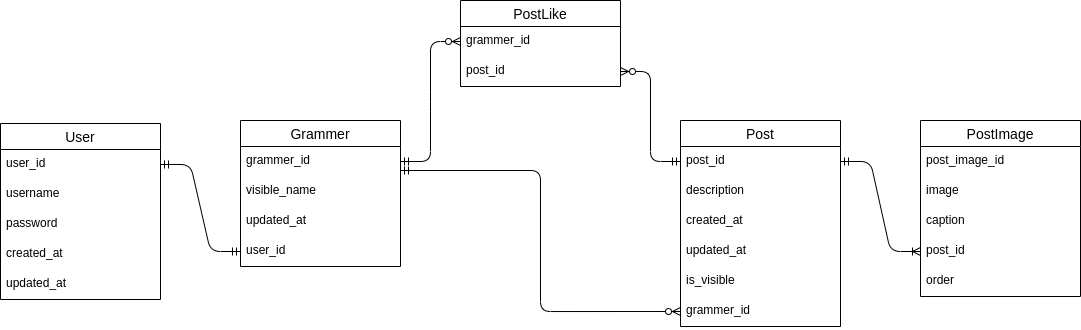 PostLike
grammer_id
post_id
User
user_id
username
password
created_at
updated_at
Grammer
grammer_id
visible_name
updated_at
user_id
Post
post_id
description
created_at
updated_at
is_visible
grammer_id
PostImage
post_image_id
image
caption
post_id
order